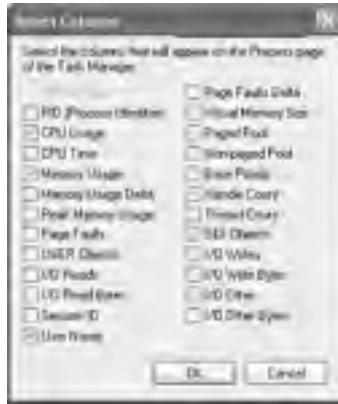 Select Columns
Select the columns that will appear on the Process page
of the Task Manager.
PID (Process Identifier)
CPU Usage
CPU Time
Memory Usage
Memory Usage Delta
Peak Memory Usage
Page Faults
USER Objects
I/O Reads
I/O Read Bytes
Session ID
User Name
Page Faults Delta
Virtual Memory Size
Paged Pool
Non-paged Pool
Base Priority
Handle Count
Thread Count
GDI Objects
I/O Writes
I/O Write Bytes
I/O Other
I/O Other Bytes
OK
Cancel